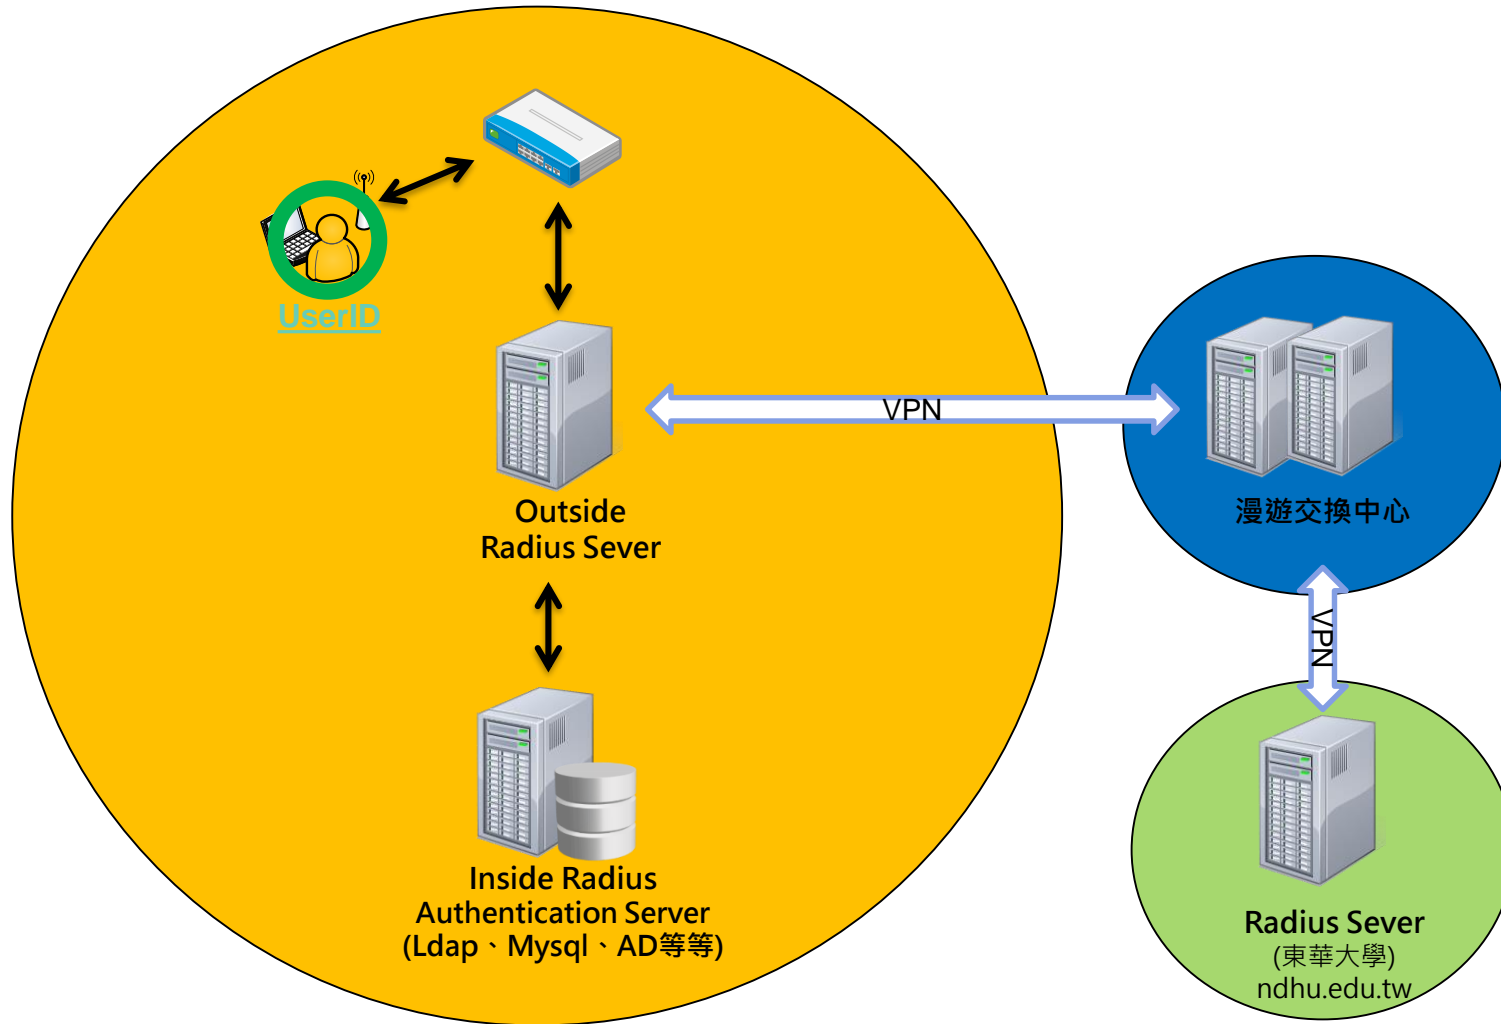 UserID
VPN
Outside
Radius Sever
漫遊交換中心
VPN
Inside Radius
Authentication Server
(Ldap、Mysql、AD等等)
Radius Sever
(東華大學)
ndhu.edu.tw